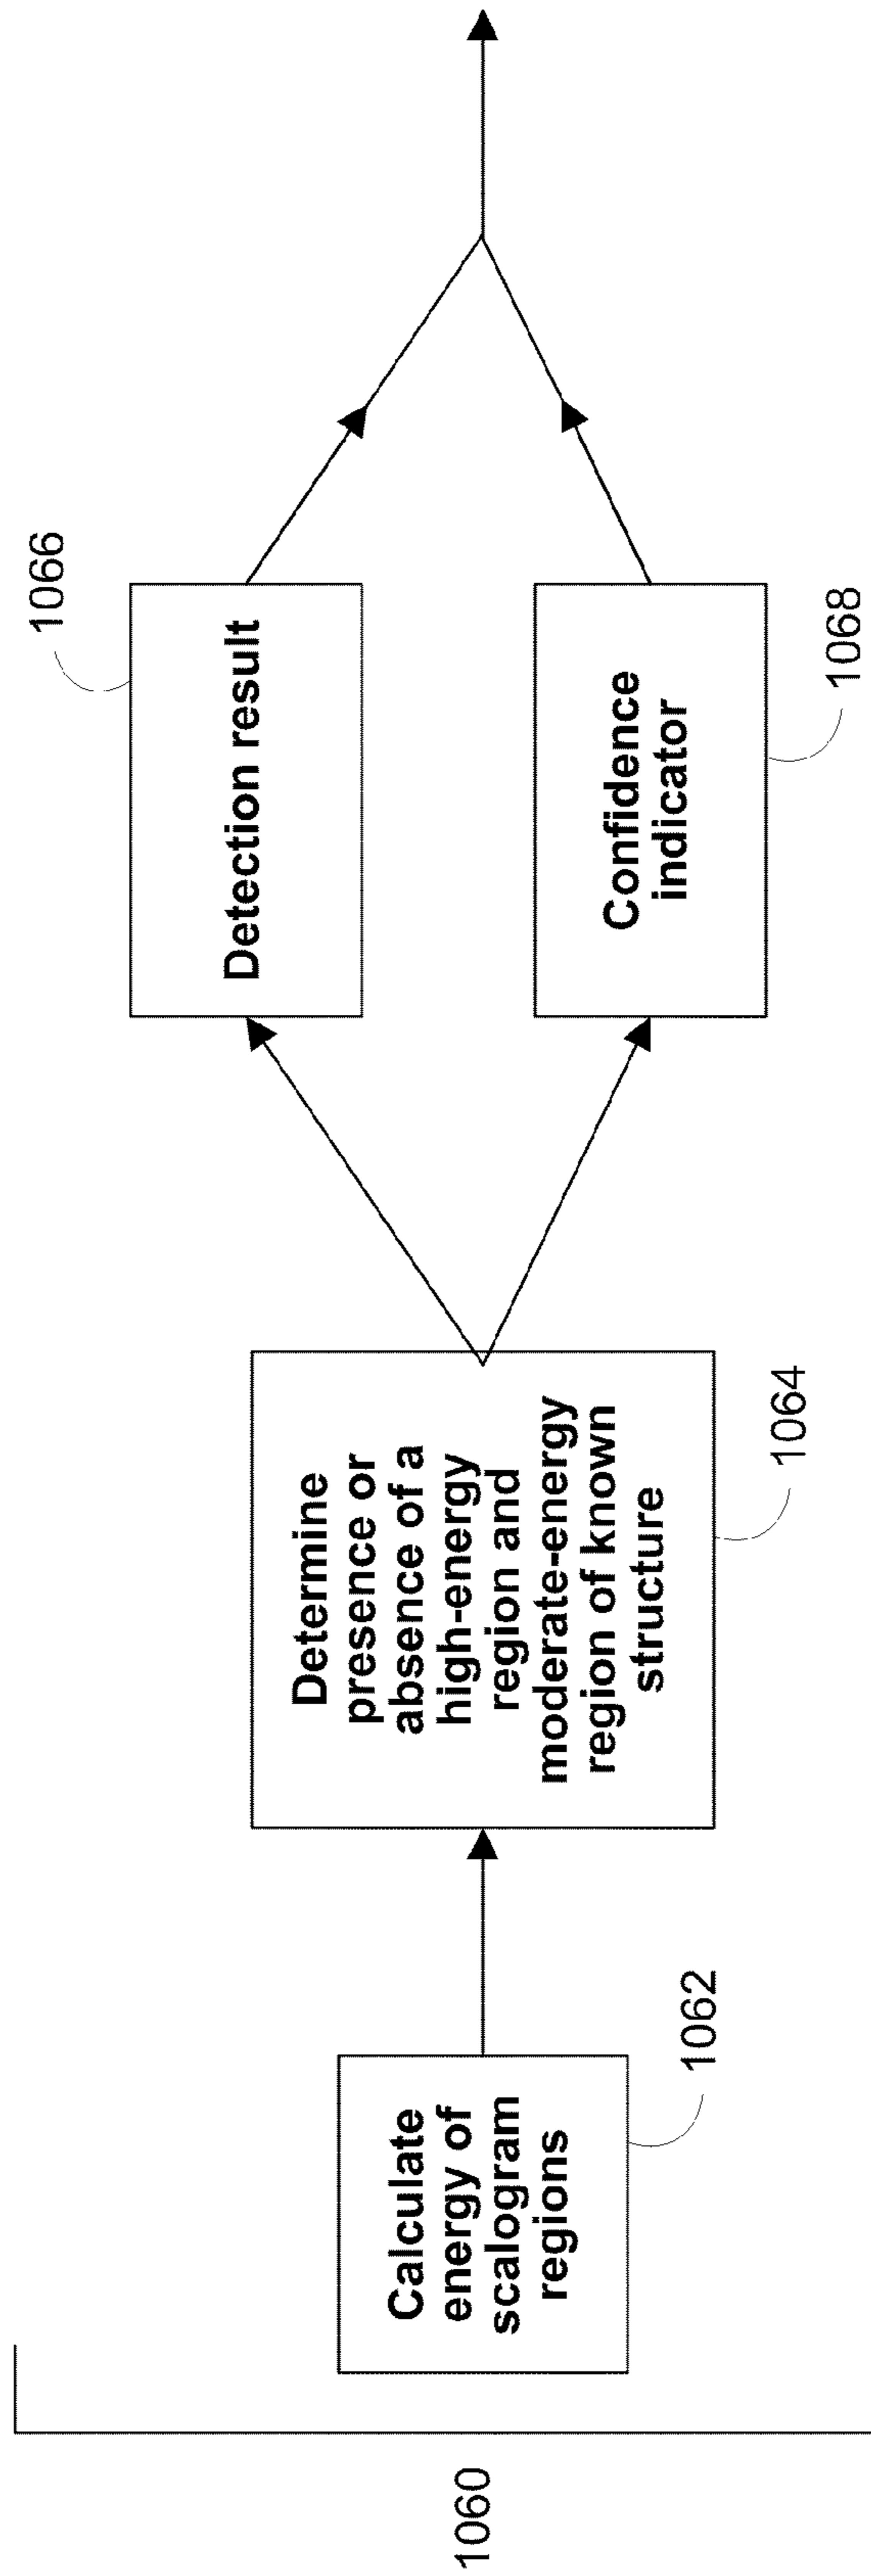 1060
Calculate
energy of
scalogram
regions
1062
Determine
presence or
absence of a
high-energy
region and
moderate-energy
region of known
structure
1064
Detection result
1066
Confidence
indicator
1068